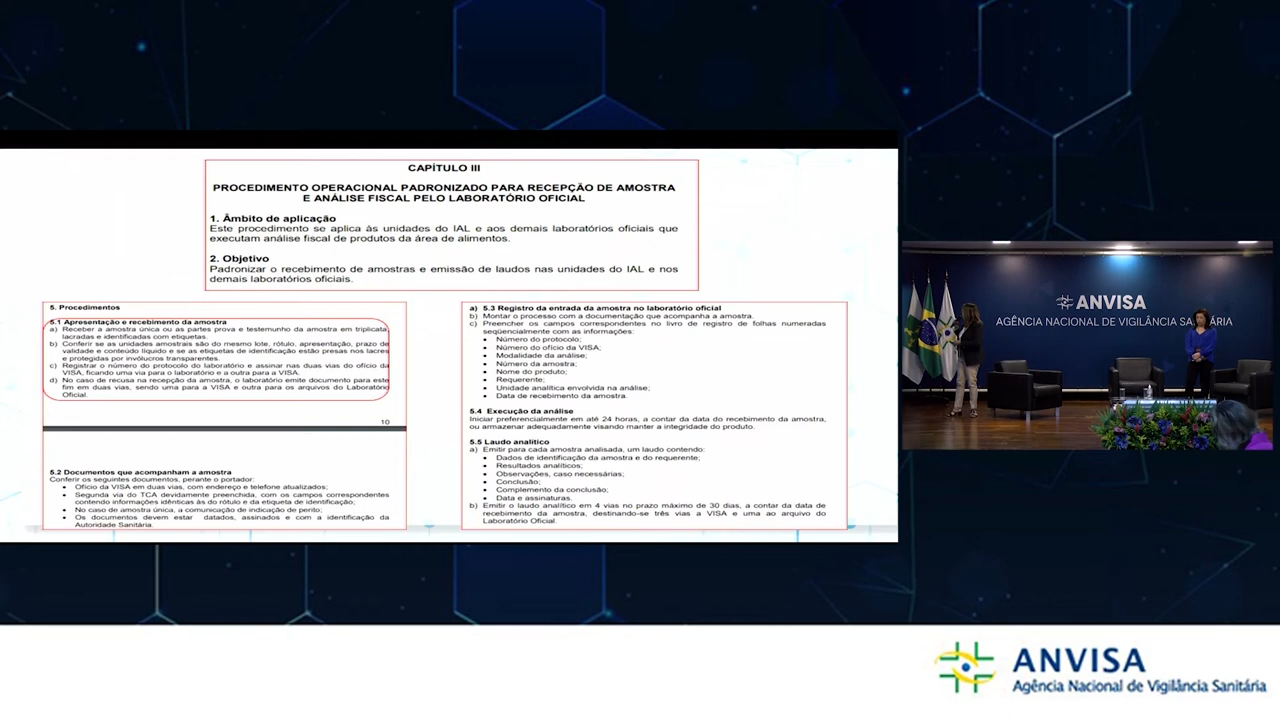 CAPÍTULO III
PROCEDIMENTO OPERACIONAL PADRONIZADO PARA RECEPÇÃO DE AMOSTRA
E ANÁLISE FISCAL PELO LABORATÓRIO OFICIAL
1. Âmbito de aplicação
Este procedimento se aplica às unidades do IAL e aos demais laboratórios oficiais que
executam análise fiscal de produtos da área de alimentos.
2. Objetivo
Padronizar o recebimento de amostras e emissão de laudos nas unidades do IAL e nos
demais laboratórios oficiais.
5. Procedimentos
5.1 Apresentação e recebimento da amostra
a) Receber a amostra única ou as partes prova e testemunho da amostra em triplicata,
lacradas e identificadas com etiquetas.
b) Conferir se as unidades amostrais são do mesmo lote, rótulo, apresentação, prazo de
validade e conteúdo líquido e se as etiquetas de identificação estão presas nos lacres
e protegidas por invólucros transparentes.
c) Registrar o número do protocolo do laboratório e assinar nas duas vias do ofício da
VISA, ficando uma via para o laboratório e a outra para a VISA.
d) No caso de recusa na recepção da amostra, o laboratório emite documento para este
fim em duas vias, sendo uma para a VISA e outra para os arquivos do Laboratório
Oficial.
10
5.2 Documentos que acompanham a amostra
Conferir os seguintes documentos, perante o portador:
• Ofício da VISA em duas vias, com endereço e telefone atualizados;
• Segunda via do TCA devidamente preenchida, com os campos correspondentes
contendo informações idênticas às do rótulo e da etiqueta de identificação;
• No caso de amostra única, a comunicação de indicação de perito;
• Os documentos devem estar datados, assinados e com a identificação da
Autoridade Sanitária.
a) 5.3 Registro da entrada da amostra no laboratório oficial
b) Montar o processo com a documentação que acompanha a amostra.
c) Preencher os campos correspondentes no livro de registro de folhas numeradas
seqüencialmente com as informações:
• Número do protocolo;
• Número do ofício da VISA;
• Modalidade da análise;
• Número da amostra;
• Nome do produto;
• Requerente;
• Unidade analítica envolvida na análise;
• Data de recebimento da amostra.
5.4 Execução da análise
Iniciar preferencialmente em até 24 horas, a contar da data do recebimento da amostra,
ou armazenar adequadamente visando manter a integridade do produto.
5.5 Laudo analítico
a) Emitir para cada amostra analisada, um laudo contendo:
• Dados de identificação da amostra e do requerente;
• Resultados analíticos;
• Observações, caso necessárias;
• Conclusão;
• Complemento da conclusão;
• Data e assinaturas.
b) Emitir o laudo analítico em 4 vias no prazo máximo de 30 dias, a contar da data de
recebimento da amostra, destinando-se três vias a VISA e uma ao arquivo do
Laboratório Oficial.
ANVISA
AGÊNCIA NACIONAL DE VIGILÂNCIA SANITÁRIA
ANVISA
Agência Nacional de Vigilância Sanitária